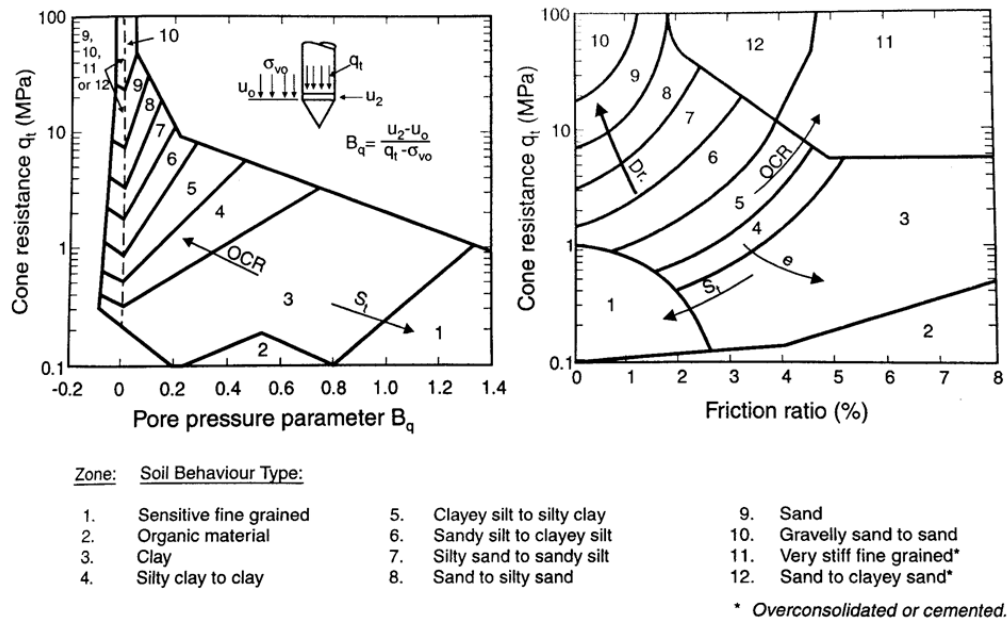 Cone resistance qt (MPa)
100
10
1
0.1
-0.2 0 0.2 0.4 0.6 0.8 1.0 1.2 1.4
Pore pressure parameter Bq
9,
10,
11
or 12
10
9
8
7
6
5
4
3
2
1
OCR
St
σvo
qt
uo
u2
Bq = u2-uo
qt-σvo
Cone resistance qt (MPa)
100
10
1
0.1
0 1 2 3 4 5 6 7 8
Friction ratio (%)
10
9
8
7
6
5
4
3
2
1
12
11
Dr.
OCR
e
St
Zone: Soil Behaviour Type:
1. Sensitive fine grained
2. Organic material
3. Clay
4. Silty clay to clay
5. Clayey silt to silty clay
6. Sandy silt to clayey silt
7. Silty sand to sandy silt
8. Sand to silty sand
9. Sand
10. Gravelly sand to sand
11. Very stiff fine grained*
12. Sand to clayey sand*
* Overconsolidated or cemented.